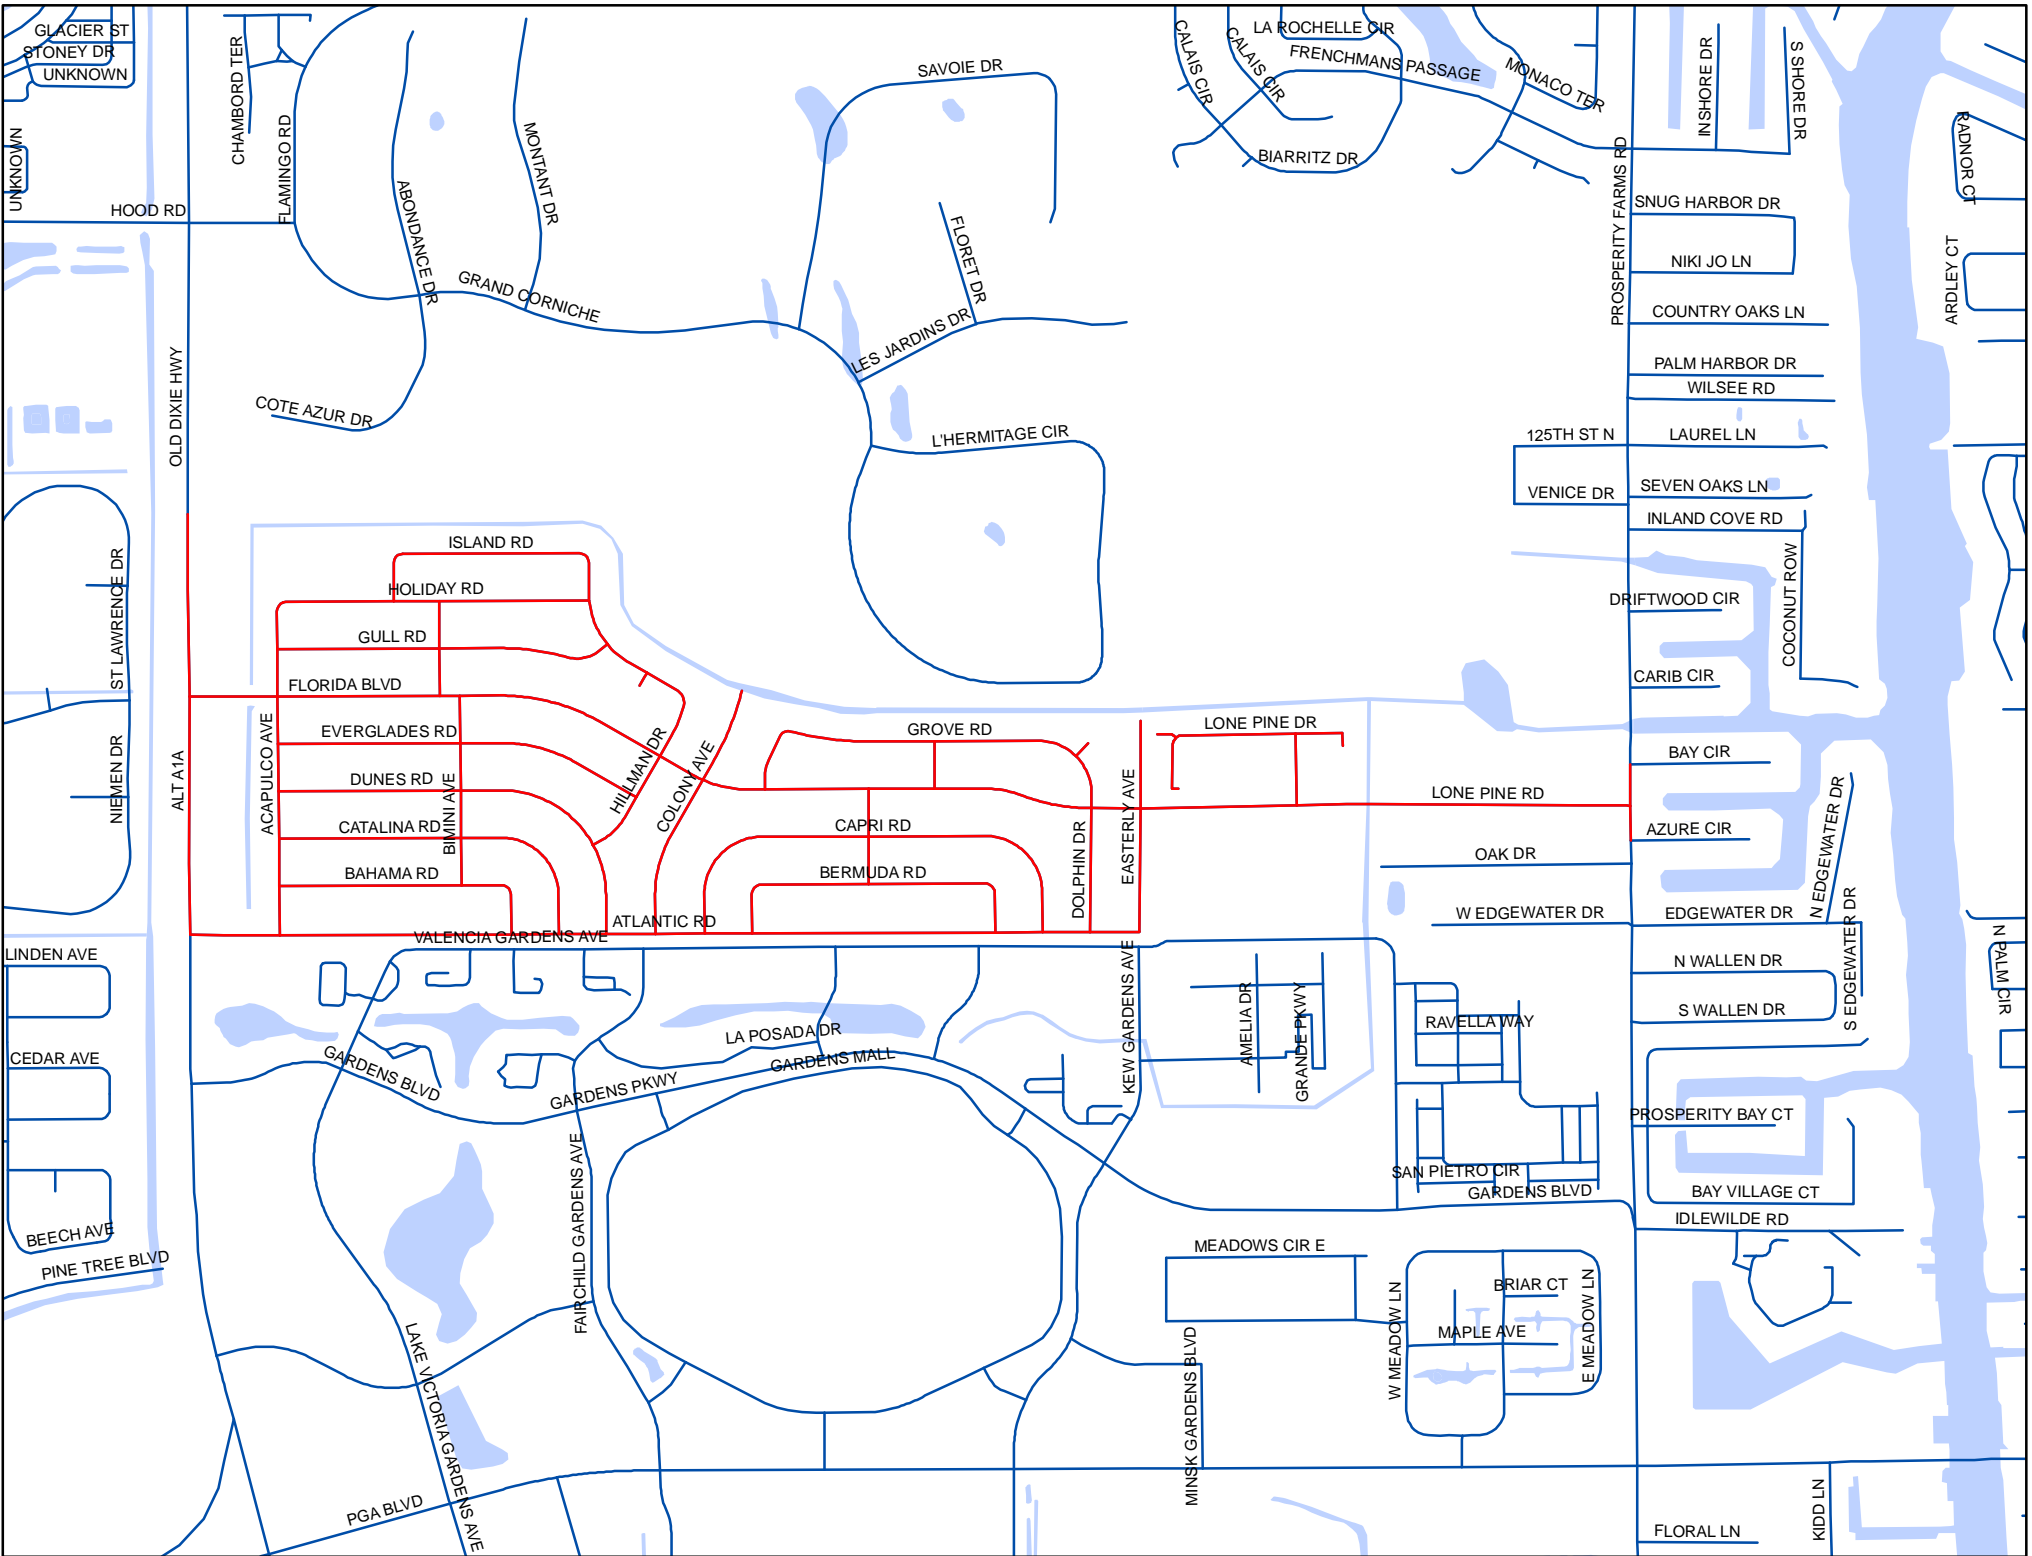 GLACIER ST
STONEY DR
UNKNOWN
UNKNOWN
CHAMBORD TER
FLAMINGO RD
HOOD RD
ABONDANCE DR
MONTANT DR
GRAND CORNICHE
COTE AZUR DR
OLD DIXIE HWY
SAVOIE DR
FLORET DR
LES JARDINS DR
L'HERMITAGE CIR
CALAIS CIR
CALAIS CIR
LA ROCHELLE CIR
FRENCHMANS PASSAGE
MONACO TER
BIARRITZ DR
PROSPERITY FARMS RD
INSHORE DR
S SHORE DR
RADNOR CT
ARDLEY CT
SNUG HARBOR DR
NIKI JO LN
COUNTRY OAKS LN
PALM HARBOR DR
WILSEE RD
125TH ST N
LAUREL LN
VENICE DR
SEVEN OAKS LN
INLAND COVE RD
COCONUT ROW
DRIFTWOOD CIR
CARIB CIR
BAY CIR
AZURE CIR
N EDGEWATER DR
ST LAWRENCE DR
NIEMEN DR
ALT A1A
ISLAND RD
HOLIDAY RD
GULL RD
FLORIDA BLVD
ACAPULCO AVE
EVERGLADES RD
DUNES RD
BIMINI AVE
CATALINA RD
BAHAMA RD
HILLMAN DR
COLONY AVE
GROVE RD
CAPRI RD
BERMUDA RD
DOLPHIN DR
EASTERLY AVE
LONE PINE DR
LONE PINE RD
OAK DR
W EDGEWATER DR
EDGEWATER DR
S EDGEWATER DR
ATLANTIC RD
VALENCIA GARDENS AVE
LINDEN AVE
CEDAR AVE
BEECH AVE
PINE TREE BLVD
GARDENS BLVD
LA POSADA DR
GARDENS MALL
GARDENS PKWY
FAIRCHILD GARDENS AVE
LAKE VICTORIA GARDENS AVE
PGA BLVD
KEW GARDENS AVE
AMELIA DR
GRANDE PKWY
RAVELLA WAY
SAN PIETRO CIR
GARDENS BLVD
N WALLEN DR
S WALLEN DR
N PALM CIR
PROSPERITY BAY CT
BAY VILLAGE CT
IDLEWILDE RD
MEADOWS CIR E
W MEADOW LN
BRIAR CT
MAPLE AVE
E MEADOW LN
MINSK GARDENS BLVD
KIDD LN
FLORAL LN